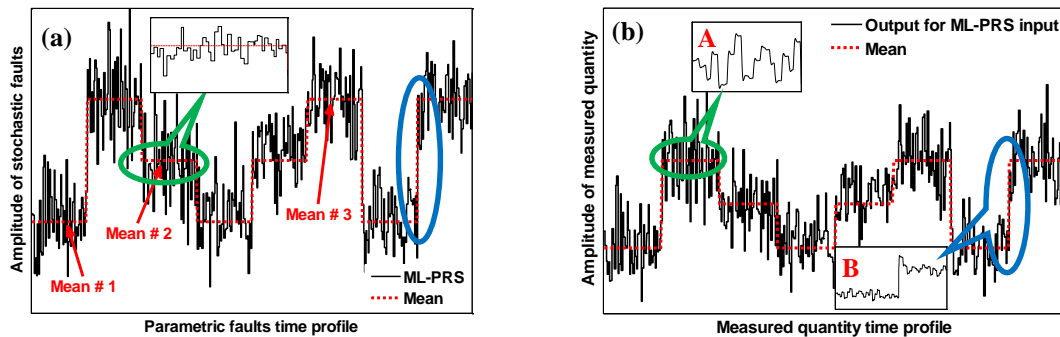 (a)
Amplitude of stochastic faults
Mean # 1
Mean # 2
Mean # 3
ML-PRS
Mean
Parametric faults time profile
(b)
Amplitude of measured quantity
A
Output for ML-PRS input
Mean
B
Measured quantity time profile